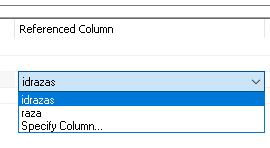 Referenced Column
idrazas
idrazas
raza
Specify Column...